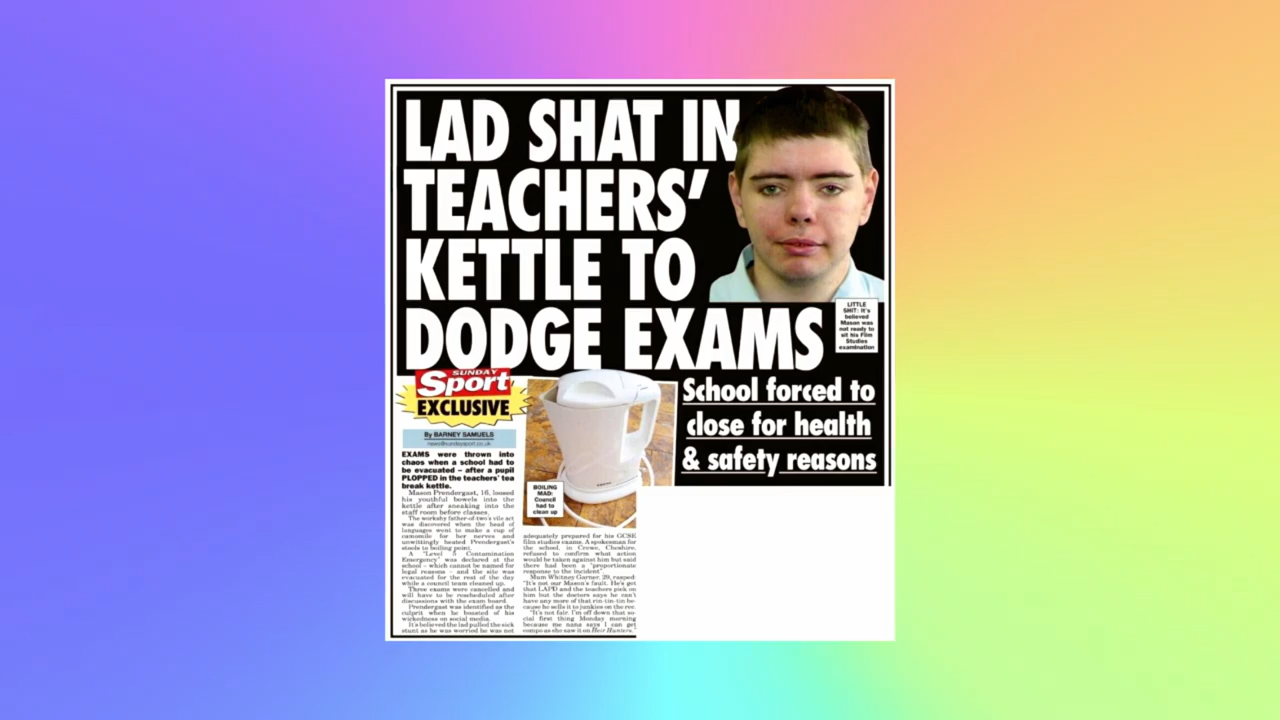 LAD SHAT IN
TEACHERS'
KETTLE TO
DODGE EXAMS
LITTLE
SHIT: It's
believed
Mason was
not ready to
sit his Film
Studies
examination
SUNDAY
Sport
EXCLUSIVE
School forced to
close for health
& safety reasons
By BARNEY SAMUELS
news@sundaysport.co.uk
BOILING
MAD:
Council
had to
clean up
EXAMS were thrown into
chaos when a school had to
be evacuated – after a pupil
PLOPPED in the teachers' tea
break kettle.
Mason Prendergast, 16, loosed
his youthful bowels into the
kettle after sneaking into the
staff room before classes.
The workshy father-of-two's vile act
was discovered when the head of
languages went to make a cup of
camomile for her nerves and
unwittingly heated Prendergast's
stools to boiling point.
A "Level 5 Contamination
Emergency" was declared at the
school – which cannot be named for
legal reasons – and the site was
evacuated for the rest of the day
while a council team cleaned up.
Three exams were cancelled and
will have to be rescheduled after
discussions with the exam board.
Prendergast was identified as the
culprit when he boasted of his
wickedness on social media.
It's believed the lad pulled the sick
stunt as he was worried he was not
adequately prepared for his GCSE
film studies exams. A spokesman for
the school, in Crewe, Cheshire,
refused to confirm what action
would be taken against him but said
there had been a "proportionate
response to the incident".
Mum Whitney Garner, 29, rasped:
"It's not our Mason's fault. He's got
that LAPD and the teachers pick on
him but the doctors says he can't
have any more of that rin-tin-tin be-
cause he sells it to junkies on the rec.
"It's not fair. I'm off down that so-
cial first thing Monday morning
because me nana says I can get
compo as she saw it on Heir Hunters."